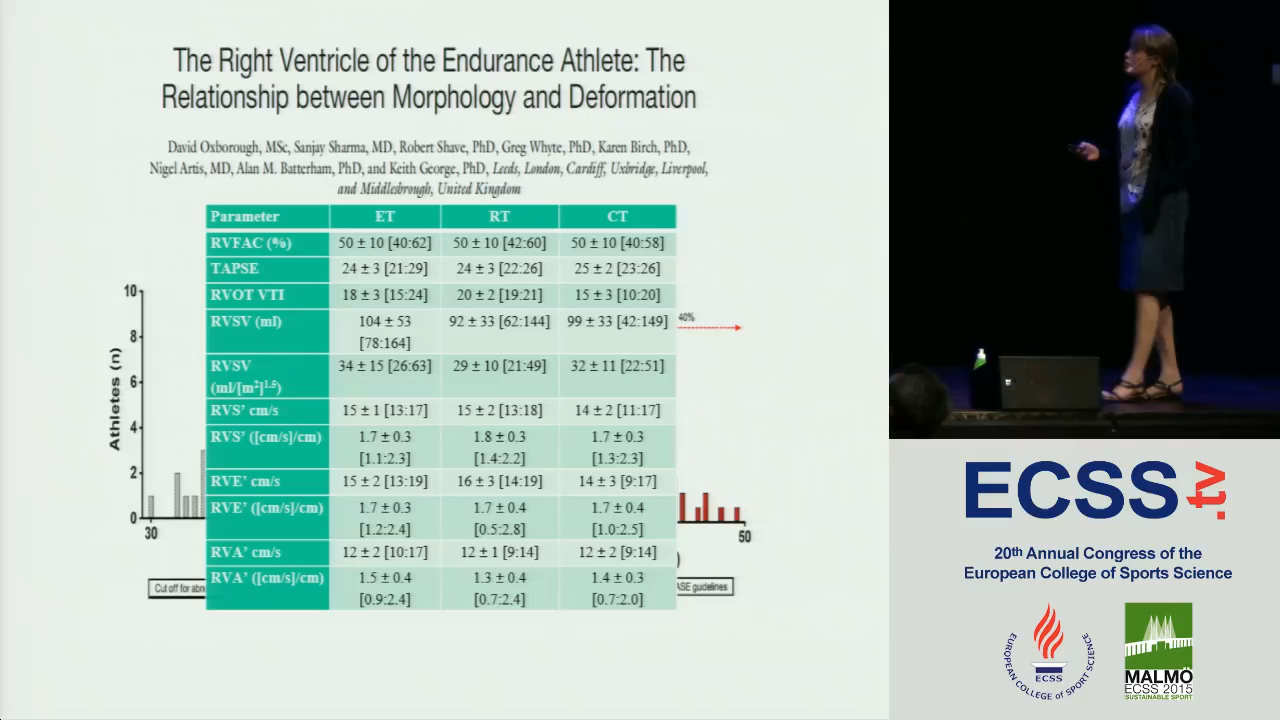 The Right Ventricle of the Endurance Athlete: The
Relationship between Morphology and Deformation
David Oxborough, MSc, Sanjay Sharma, MD, Robert Shave, PhD, Greg Whyte, PhD, Karen Birch, PhD,
Nigel Artis, MD, Alan M. Batterham, PhD, and Keith George, PhD, Leeds, London, Cardiff, Uxbridge, Liverpool,
and Middlesbrough, United Kingdom
Parameter ET RT CT
RVFAC (%) 50 ± 10 [40:62] 50 ± 10 [42:60] 50 ± 10 [40:58]
TAPSE 24 ± 3 [21:29] 24 ± 3 [22:26] 25 ± 2 [23:26]
RVOT VTI 18 ± 3 [15:24] 20 ± 2 [19:21] 15 ± 3 [10:20]
RVSV (ml) 104 ± 53 92 ± 33 [62:144] 99 ± 33 [42:149]
[78:164]
RVSV 34 ± 15 [26:63] 29 ± 10 [21:49] 32 ± 11 [22:51]
(ml/[m²]¹·⁵)
RVS' cm/s 15 ± 1 [13:17] 15 ± 2 [13:18] 14 ± 2 [11:17]
RVS' ([cm/s]/cm) 1.7 ± 0.3 1.8 ± 0.3 1.7 ± 0.3
[1.1:2.3] [1.4:2.2] [1.3:2.3]
RVE' cm/s 15 ± 2 [13:19] 16 ± 3 [14:19] 14 ± 3 [9:17]
RVE' ([cm/s]/cm) 1.7 ± 0.3 1.7 ± 0.4 1.7 ± 0.4
[1.2:2.4] [0.5:2.8] [1.0:2.5]
RVA' cm/s 12 ± 2 [10:17] 12 ± 1 [9:14] 12 ± 2 [9:14]
RVA' ([cm/s]/cm) 1.5 ± 0.4 1.3 ± 0.4 1.4 ± 0.3
[0.9:2.4] [0.7:2.4] [0.7:2.0]
40%
Athletes (n)
10
8
6
4
2
0
30
50
)
Cut off for abn
ASE guidelines
ECSS.tv
20th Annual Congress of the
European College of Sports Science
EUROPEAN COLLEGE OF SPORT SCIENCE
ECSS
MALMÖ
ECSS 2015
SUSTAINABLE SPORT